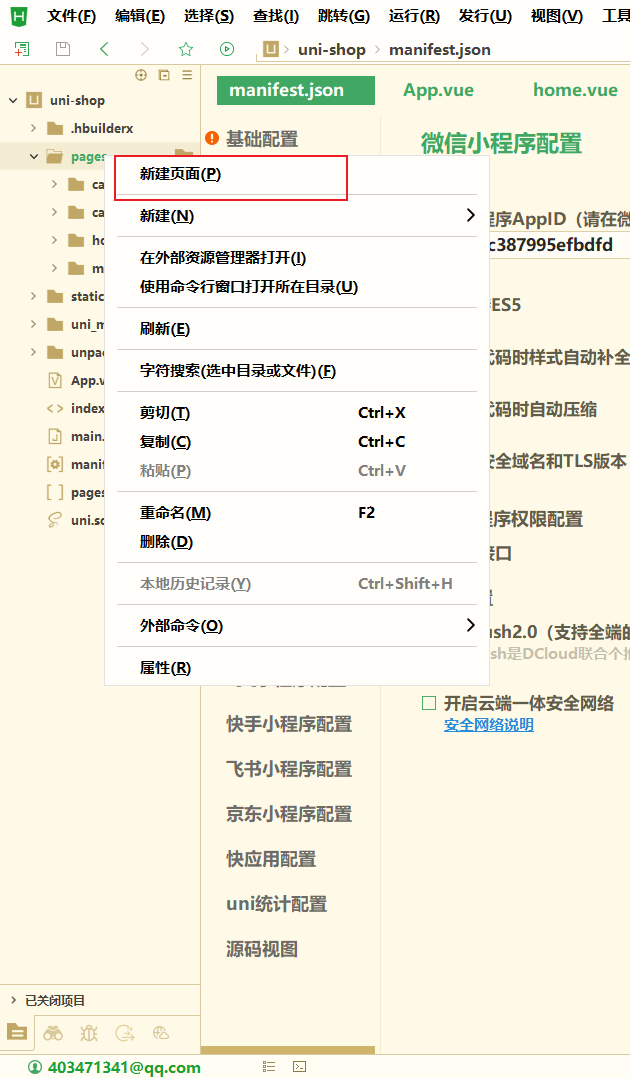 文件(F) 编辑(E) 选择(S) 查找(I) 跳转(G) 运行(R) 发行(U) 视图(V) 工具
U uni-shop manifest.json
U uni-shop
manifest.json App.vue home.vue
.hbuilderx
基础配置
微信小程序配置
pages
新建页面(P)
ca
新建(N)
程序AppID（请在微
ca
c387995efbdfd
ho
在外部资源管理器打开(I)
m
使用命令行窗口打开所在目录(U)
static
ES5
uni_m
刷新(E)
unpac
代码时样式自动补全
字符搜索(选中目录或文件)(F)
App.v
index
剪切(T) Ctrl+X
代码时自动压缩
main.
复制(C) Ctrl+C
manif
粘贴(P) Ctrl+V
安全域名和TLS版本
pages
重命名(M) F2
程序权限配置
uni.sc
删除(D)
接口
本地历史记录(Y) Ctrl+Shift+H
置
外部命令(O)
ush2.0（支持全端的
sh是DCloud联合个推
属性(R)
开启云端一体安全网络
安全网络说明
快手小程序配置
飞书小程序配置
京东小程序配置
快应用配置
uni统计配置
源码视图
已关闭项目
403471341@qq.com